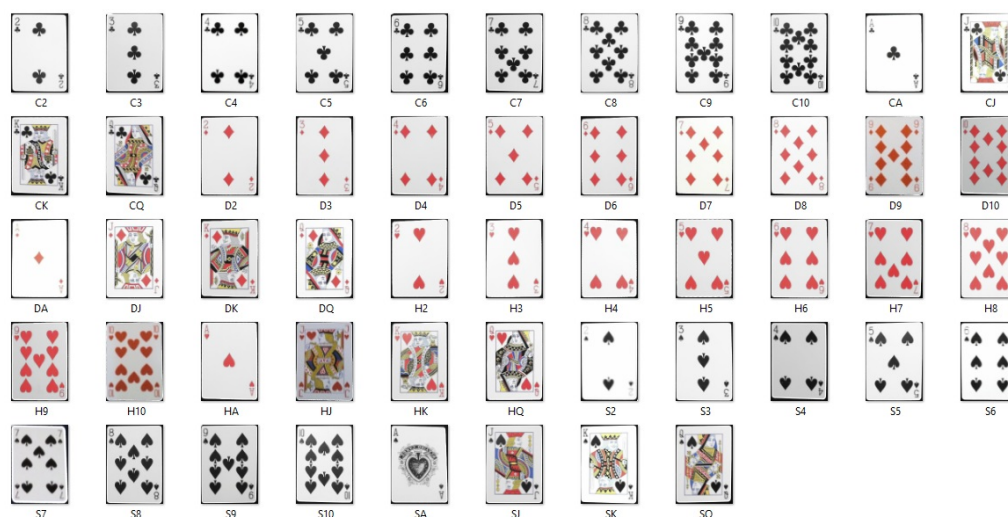 C2 C3 C4 C5 C6 C7 C8 C9 C10 CA CJ
CK CQ D2 D3 D4 D5 D6 D7 D8 D9 D10
DA DJ DK DQ H2 H3 H4 H5 H6 H7 H8
H9 H10 HA HJ HK HQ S2 S3 S4 S5 S6
S7 S8 S9 S10 SA SJ SK SQ